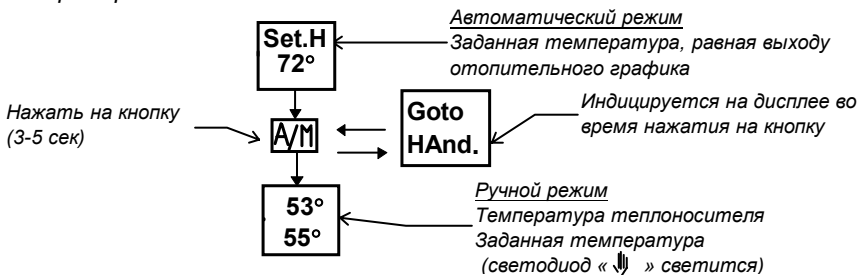 Автоматический режим
Set.H
72°
Заданная температура, равная выходу
отопительного графика
Нажать на кнопку
(3-5 сек)
A/M
Goto
HAnd.
Индицируется на дисплее во
время нажатия на кнопку
53°
55°
Ручной режим
Температура теплоносителя
Заданная температура
(светодиод « » светится)